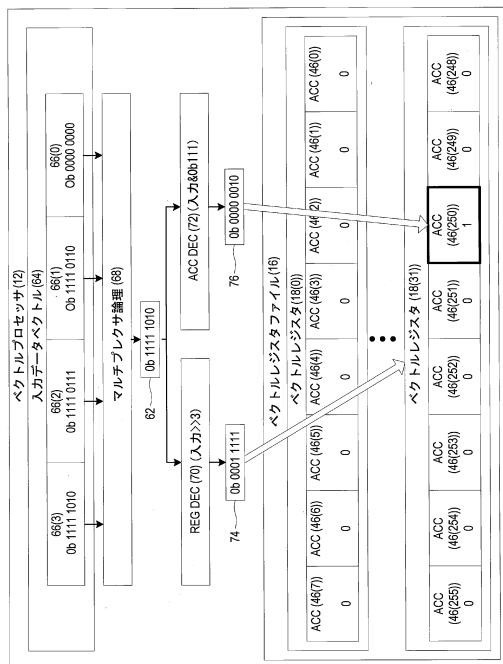 ベクトルプロセッサ(12)
入力データベクトル(64)
66(3)
0b 1111 1010
66(2)
0b 1111 0111
66(1)
0b 1111 0110
66(0)
0b 0000 0000
マルチプレクサ論理(68)
0b 1111 1010
62
REG DEC (70) (入力>>3)
ACC DEC (72) (入力&0b111)
74
0b 0001 1111
76
0b 0000 0010
ベクトルレジスタファイル(16)
ベクトルレジスタ(18(0))
ACC (46(7))
0
ACC (46(6))
0
ACC (46(5))
0
ACC (46(4))
0
ACC (46(3))
0
ACC (46(2))
0
ACC (46(1))
0
ACC (46(0))
0
•••
ベクトルレジスタ (18(31))
ACC
(46(255))
0
ACC
(46(254))
0
ACC
(46(253))
0
ACC
(46(252))
0
ACC
(46(251))
0
ACC
(46(250))
1
ACC
(46(249))
0
ACC
(46(248))
0